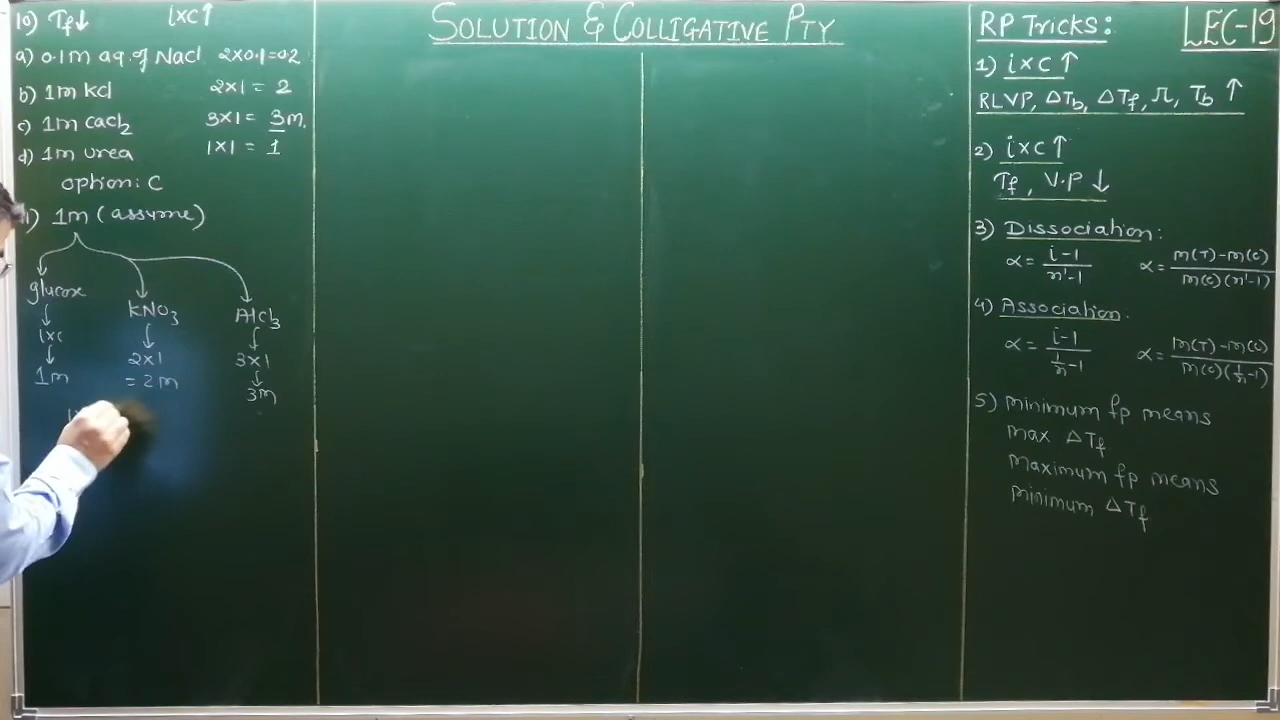 SOLUTION & COLLIGATIVE PTY
LEC-19
10) Tf↓ i×c↑
a) 0.1m aq. of Nacl 2×0.1=0.2
b) 1m kcl 2×1 = 2
c) 1m cacl₂ 3×1 = 3m.
d) 1m urea 1×1 = 1
option: C
1) 1m (assume)
glucose KNO₃ Alcl₃
i×c 2×1 3×1
1m = 2m 3m
RP Tricks:
1) i×c ↑
RLVP, ΔTb, ΔTf, π, Tb ↑
2) i×c ↑
Tf, V.P ↓
3) Dissociation:
α = (i-1)/(n'-1) α = (m(T)-m(c))/(m(c)(n'-1))
4) Association.
α = (i-1)/(1/n -1) α = (m(T)-m(c))/(m(c)(1/n -1))
5) minimum fp means
max ΔTf
Maximum fp means
minimum ΔTf